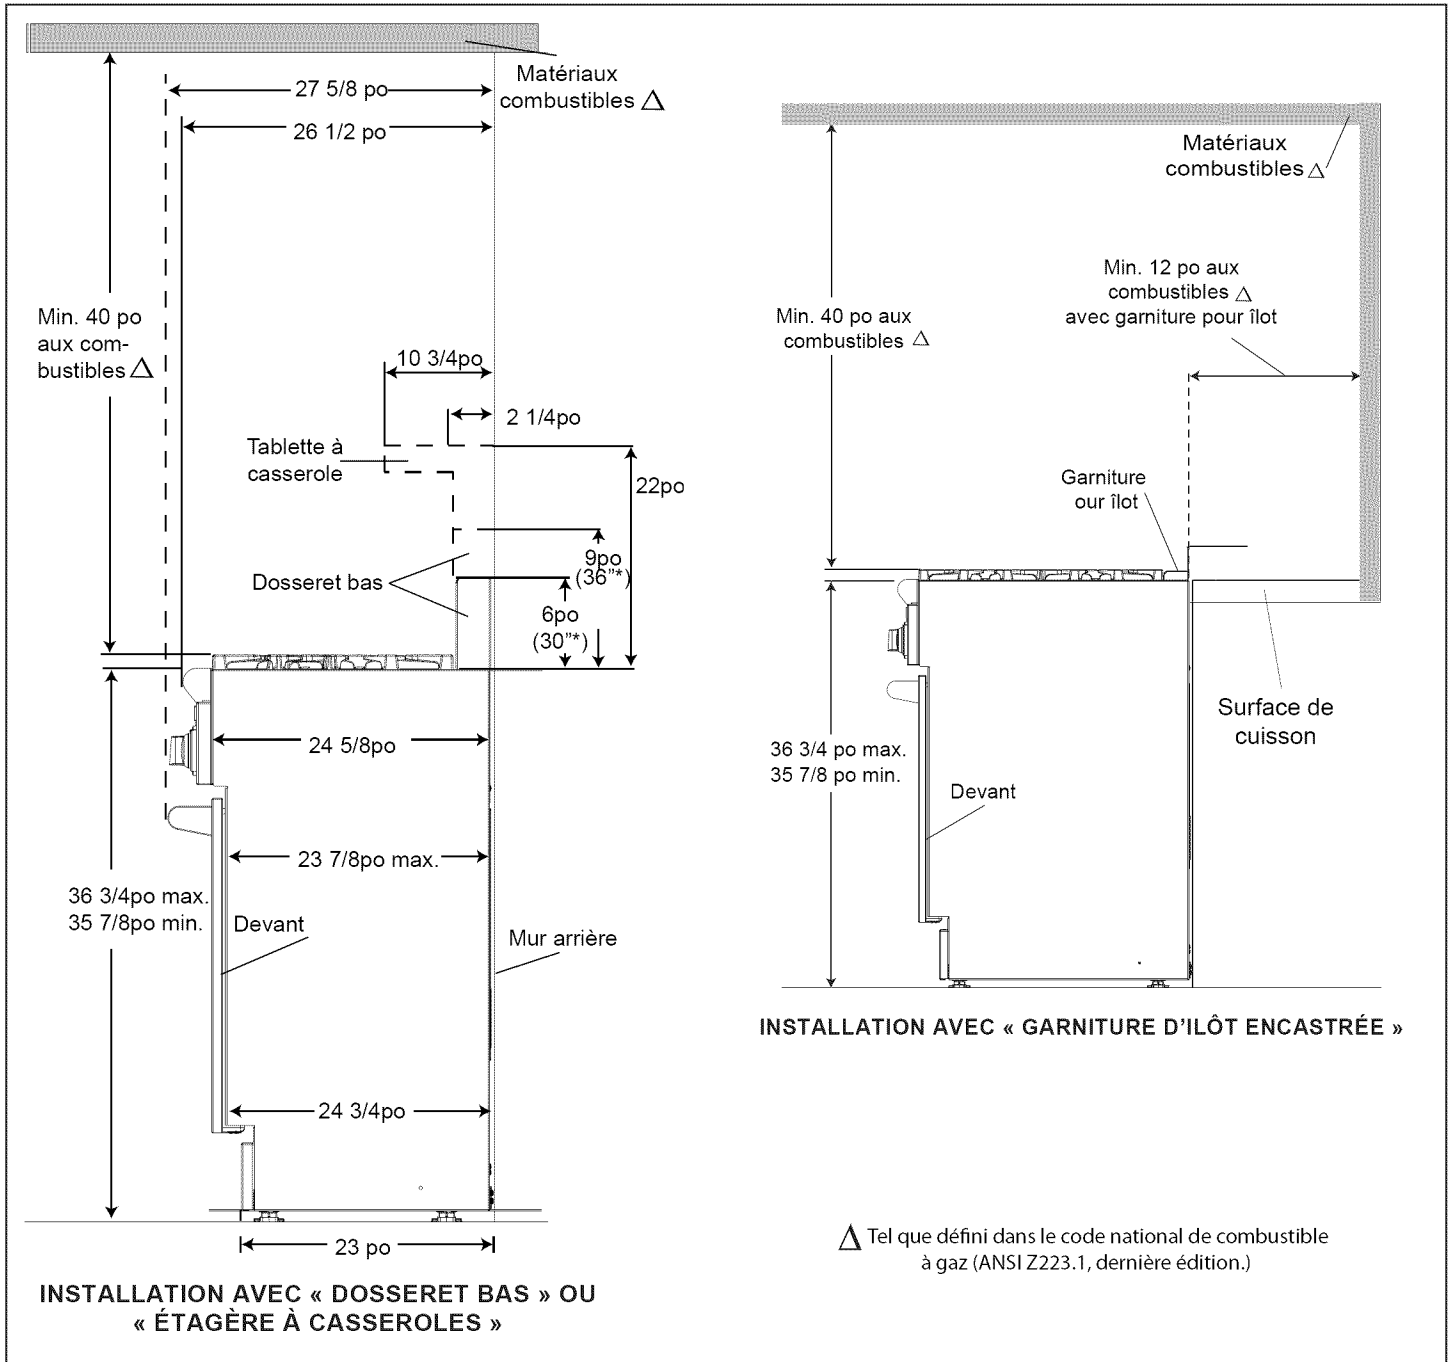 27 5/8 po
26 1/2 po
Matériaux
combustibles Δ
Min. 40 po
aux com-
bustibles Δ
10 3/4po
2 1/4po
Tablette à
casserole
22po
9po
(36"*)
Dosseret bas
6po
(30"*)
24 5/8po
23 7/8po max.
36 3/4po max.
35 7/8po min.
Devant
Mur arrière
24 3/4po
23 po
INSTALLATION AVEC « DOSSERET BAS » OU
« ÉTAGÈRE À CASSEROLES »
Matériaux
combustibles Δ
Min. 12 po aux
combustibles Δ
avec garniture pour îlot
Min. 40 po aux
combustibles Δ
Garniture
our îlot
Surface de
cuisson
36 3/4 po max.
35 7/8 po min.
Devant
INSTALLATION AVEC « GARNITURE D'ILÔT ENCASTRÉE »
Δ Tel que défini dans le code national de combustible
à gaz (ANSI Z223.1, dernière édition.)